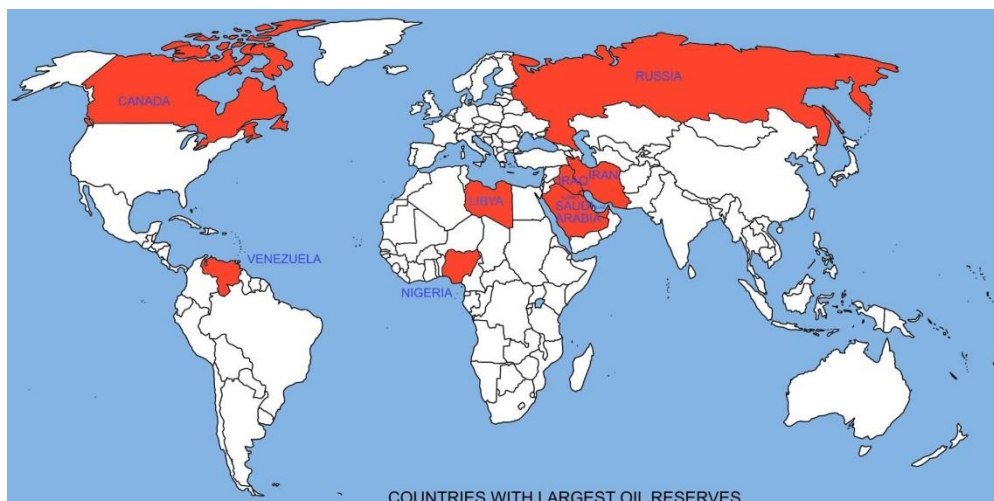 RUSSIA
CANADA
IRAN
IRAQ
LIBYA
SAUDI
ARABIA
VENEZUELA
NIGERIA
COUNTRIES WITH LARGEST OIL RESERVES